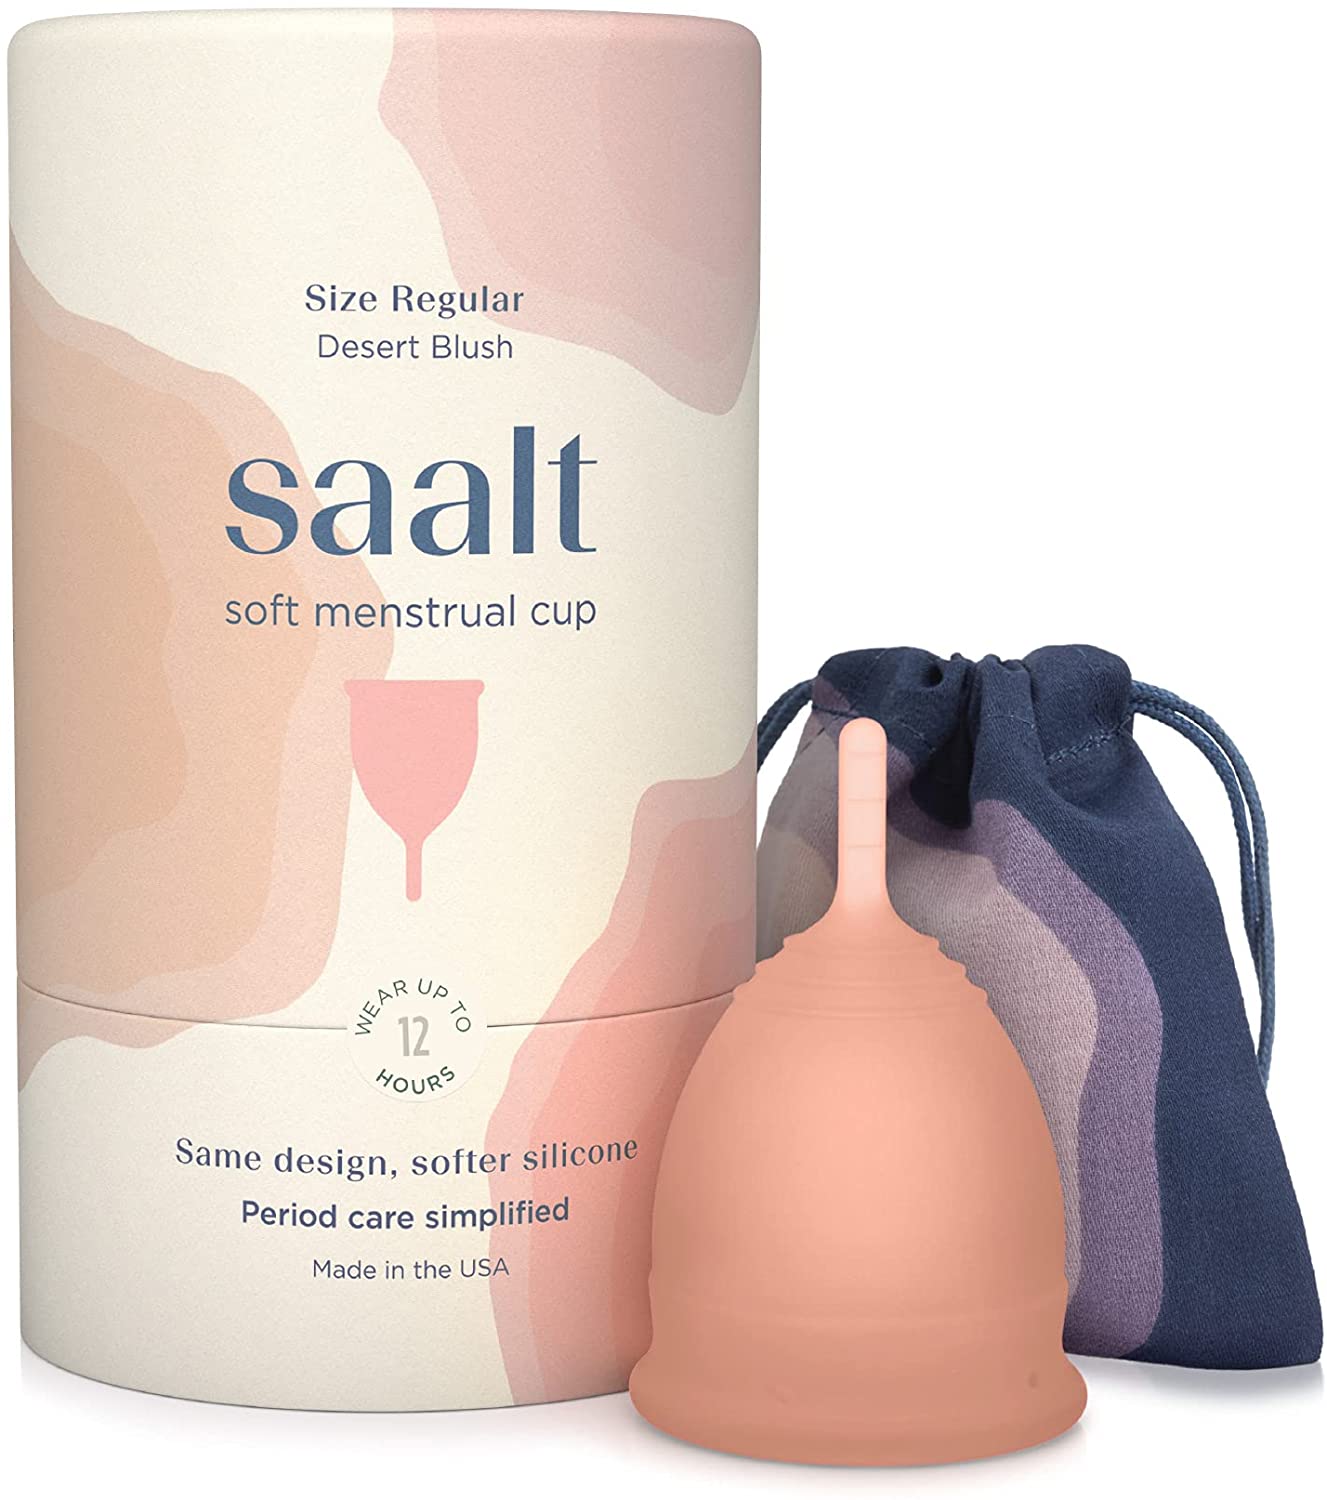 Size Regular
Desert Blush
saalt
soft menstrual cup
WEAR UP TO
12
HOURS
Same design, softer silicone
Period care simplified
Made in the USA